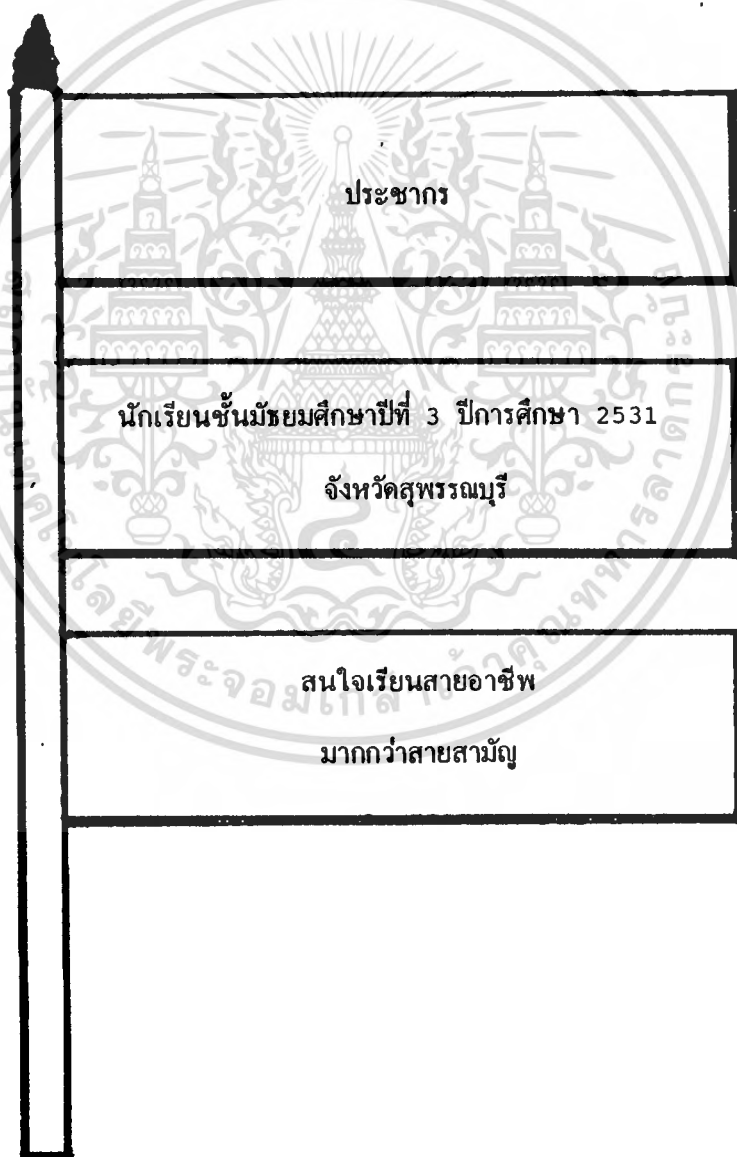 ประชากร
นักเรียนชั้นมัธยมศึกษาปีที่ 3 ปีการศึกษา 2531
จังหวัดสุพรรณบุรี
สนใจเรียนสายอาชีพ
มากกว่าสายสามัญ